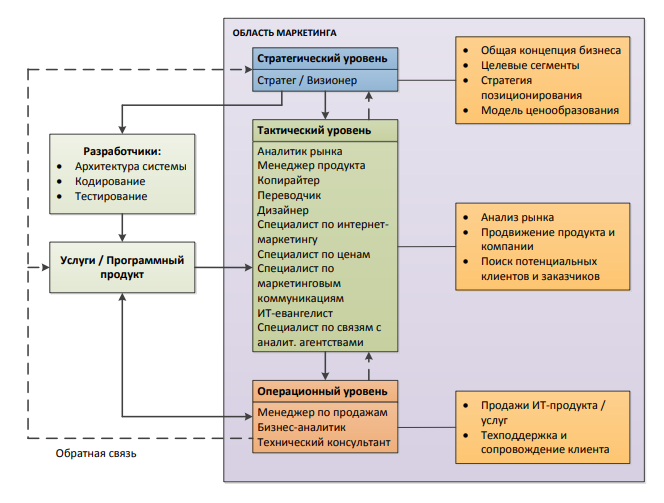 ОБЛАСТЬ МАРКЕТИНГА
Стратегический уровень
Стратег / Визионер
• Общая концепция бизнеса
• Целевые сегменты
• Стратегия
позиционирования
• Модель ценообразования
Разработчики:
• Архитектура системы
• Кодирование
• Тестирование
Услуги / Программный
продукт
Тактический уровень
Аналитик рынка
Менеджер продукта
Копирайтер
Переводчик
Дизайнер
Специалист по интернет-
маркетингу
Специалист по ценам
Специалист по
маркетинговым
коммуникациям
ИТ-евангелист
Специалист по связям с
аналит. агентствами
• Анализ рынка
• Продвижение продукта и
компании
• Поиск потенциальных
клиентов и заказчиков
Операционный уровень
Менеджер по продажам
Бизнес-аналитик
Технический консультант
• Продажи ИТ-продукта /
услуг
• Техподдержка и
сопровождение клиента
Обратная связь